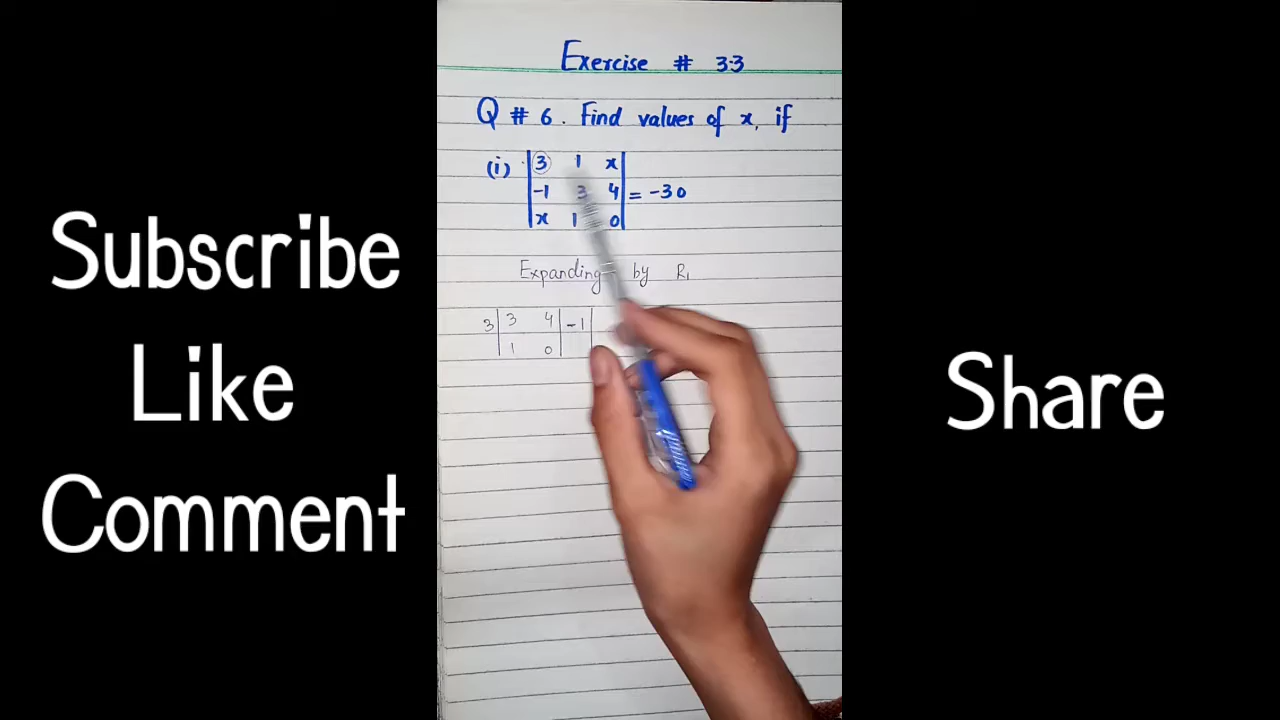 Subscribe
Like
Comment
Exercise # 3.3
Q # 6. Find values of x, if
(i) | 3 1 x |
| -1 3 4 | = -30
| x 1 0 |
Expanding by R₁
3 | 3 4 | -1 |
| 1 0 | |
Share